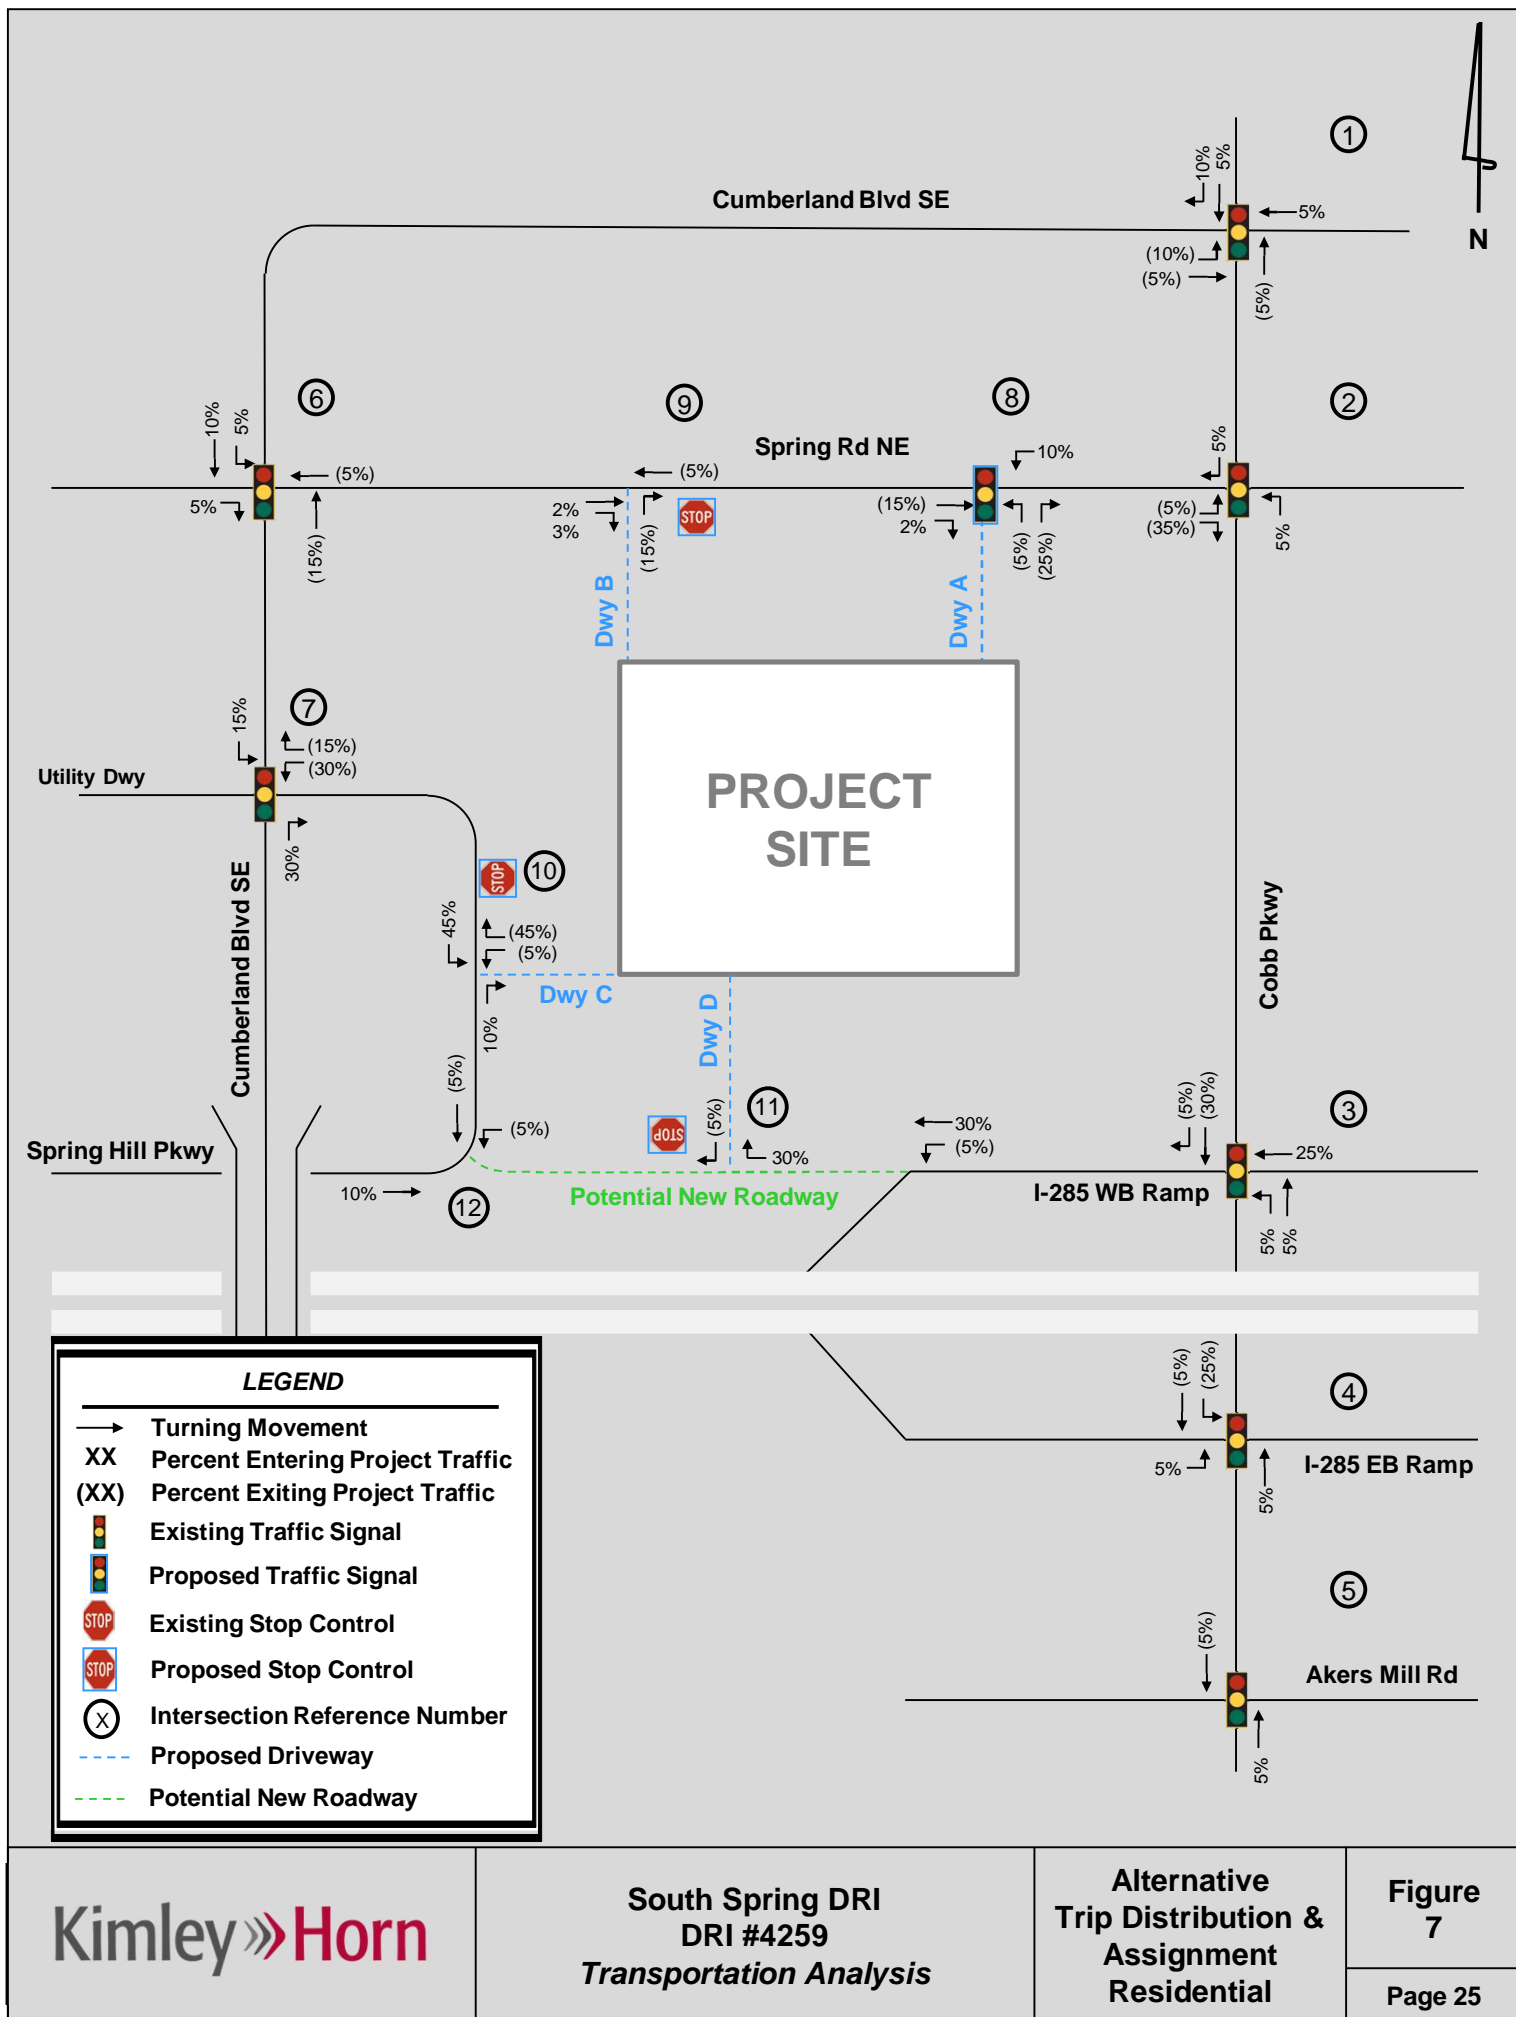 1
10%
5%
Cumberland Blvd SE
5%
N
(10%)
(5%)
(5%)
6
9
8
2
10%
5%
Spring Rd NE
5%
(5%)
(5%)
10%
5%
2%
3%
(15%)
STOP
(15%)
2%
(5%)
(35%)
5%
(15%)
(5%)
(25%)
Dwy B
Dwy A
15%
7
(15%)
(30%)
Utility Dwy
PROJECT
SITE
30%
STOP
10
Cumberland Blvd SE
45%
(45%)
(5%)
Cobb Pkwy
Dwy C
10%
Dwy D
(5%)
11
(5%)
(30%)
3
(5%)
STOP
(5%)
30%
(5%)
Spring Hill Pkwy
30%
25%
10%
12
Potential New Roadway
I-285 WB Ramp
5%
5%
(5%)
(25%)
4
5%
I-285 EB Ramp
5%
5
(5%)
Akers Mill Rd
5%
LEGEND
Turning Movement
XX Percent Entering Project Traffic
(XX) Percent Exiting Project Traffic
Existing Traffic Signal
Proposed Traffic Signal
STOP Existing Stop Control
STOP Proposed Stop Control
X Intersection Reference Number
Proposed Driveway
Potential New Roadway
Kimley»Horn
South Spring DRI
DRI #4259
Transportation Analysis
Alternative
Trip Distribution &
Assignment
Residential
Figure
7
Page 25